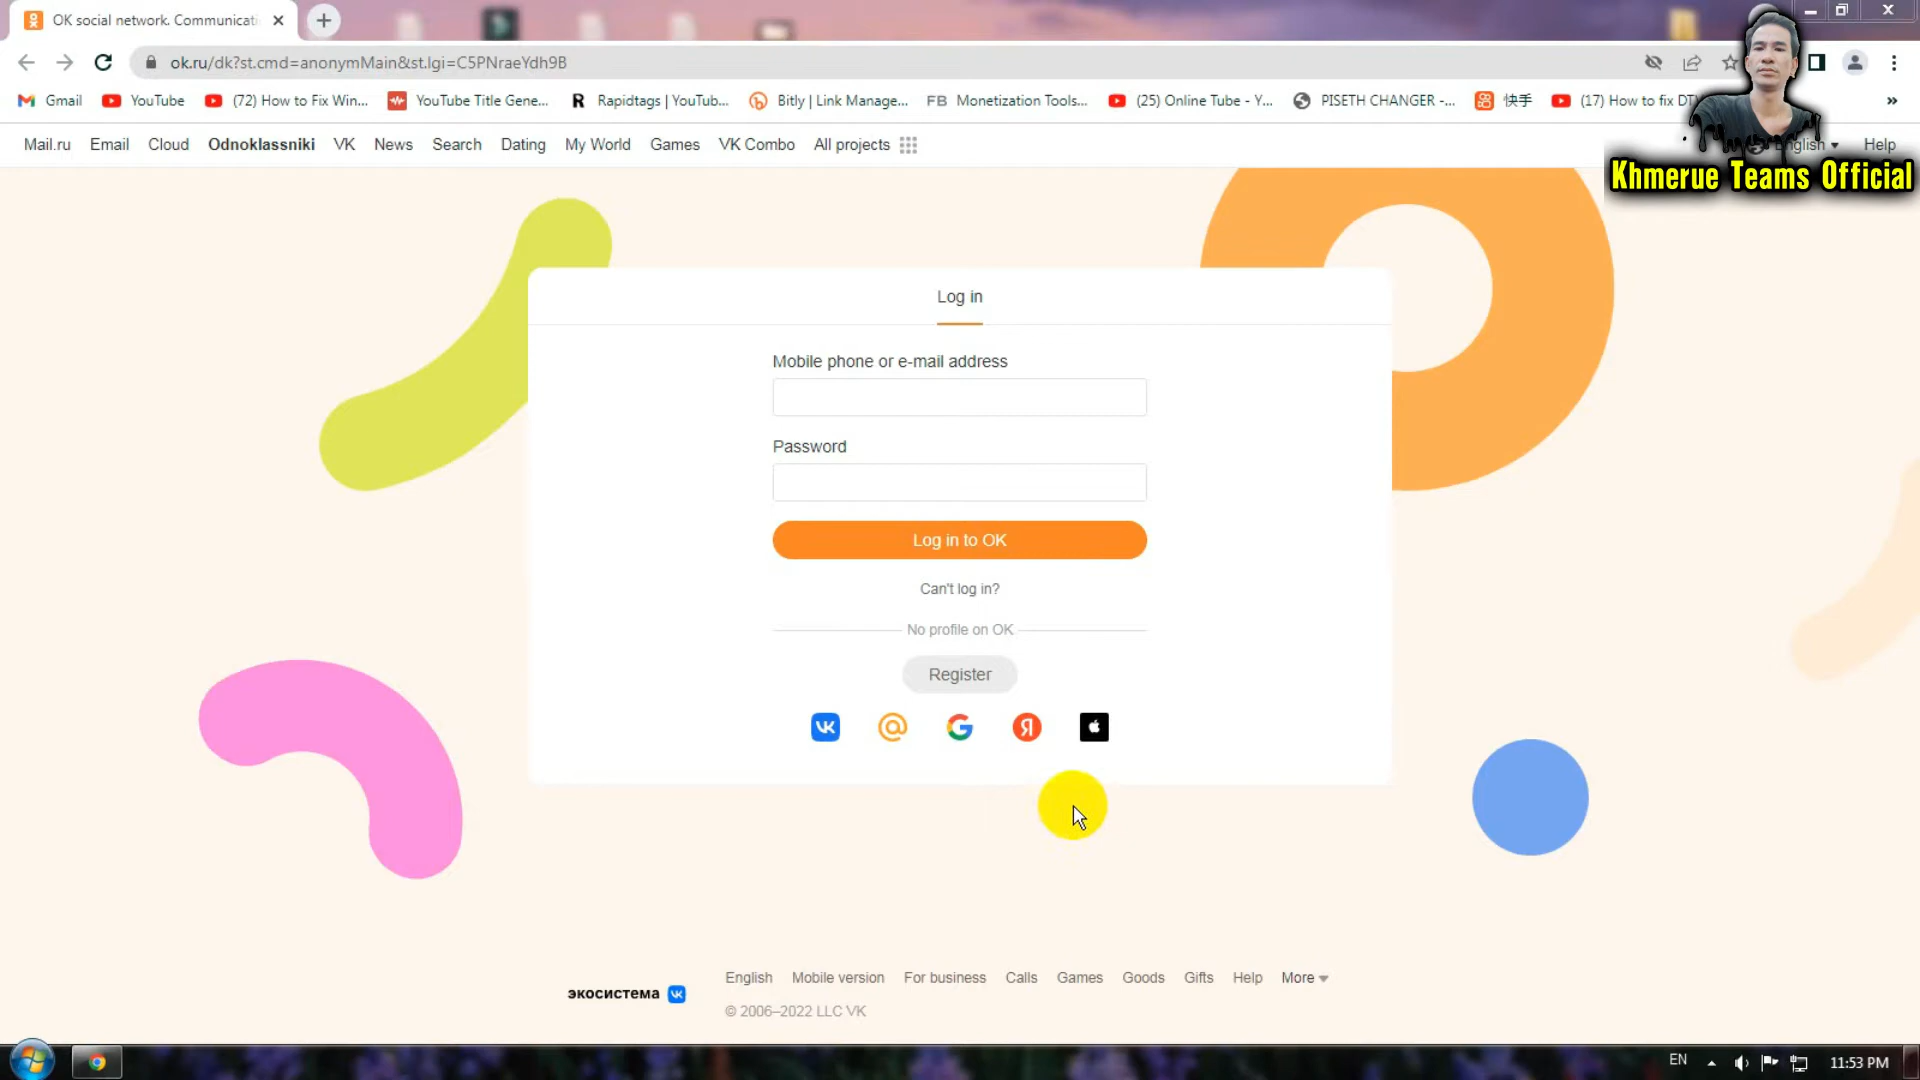 OK social network. Communicati
ok.ru/dk?st.cmd=anonymMain&st.lgi=C5PNraeYdh9B
Gmail YouTube (72) How to Fix Win... YouTube Title Gene... Rapidtags | YouTub... Bitly | Link Manage... FB Monetization Tools... (25) Online Tube - Y... PISETH CHANGER -... 快手 (17) How to fix DT »
Mail.ru Email Cloud Odnoklassniki VK News Search Dating My World Games VK Combo All projects English Help
Khmerue Teams Official
Log in
Mobile phone or e-mail address
Password
Log in to OK
Can't log in?
No profile on OK
Register
экосистема
English Mobile version For business Calls Games Goods Gifts Help More
© 2006–2022 LLC VK
EN 11:53 PM